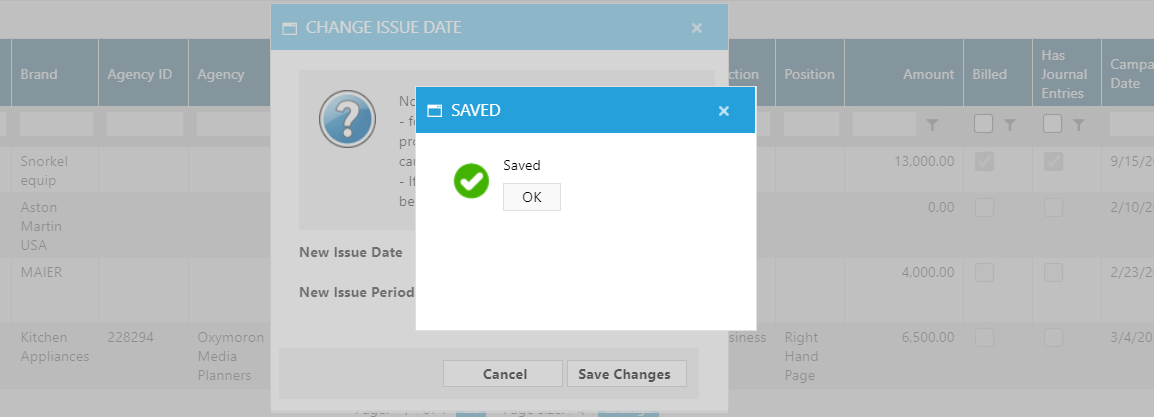 CHANGE ISSUE DATE
Brand
Agency ID
Agency
ction
Position
Amount
Billed
Has
Journal
Entries
Campa
Date
No
- f
pro
cau
- I
be
SAVED
Saved
OK
Snorkel
equip
13,000.00
9/15/2
Aston
Martin
USA
0.00
2/10/2
New Issue Date
MAIER
4,000.00
2/23/2
New Issue Period
Kitchen
Appliances
228294
Oxymoron
Media
Planners
siness
Right
Hand
Page
6,500.00
3/4/20
Cancel
Save Changes